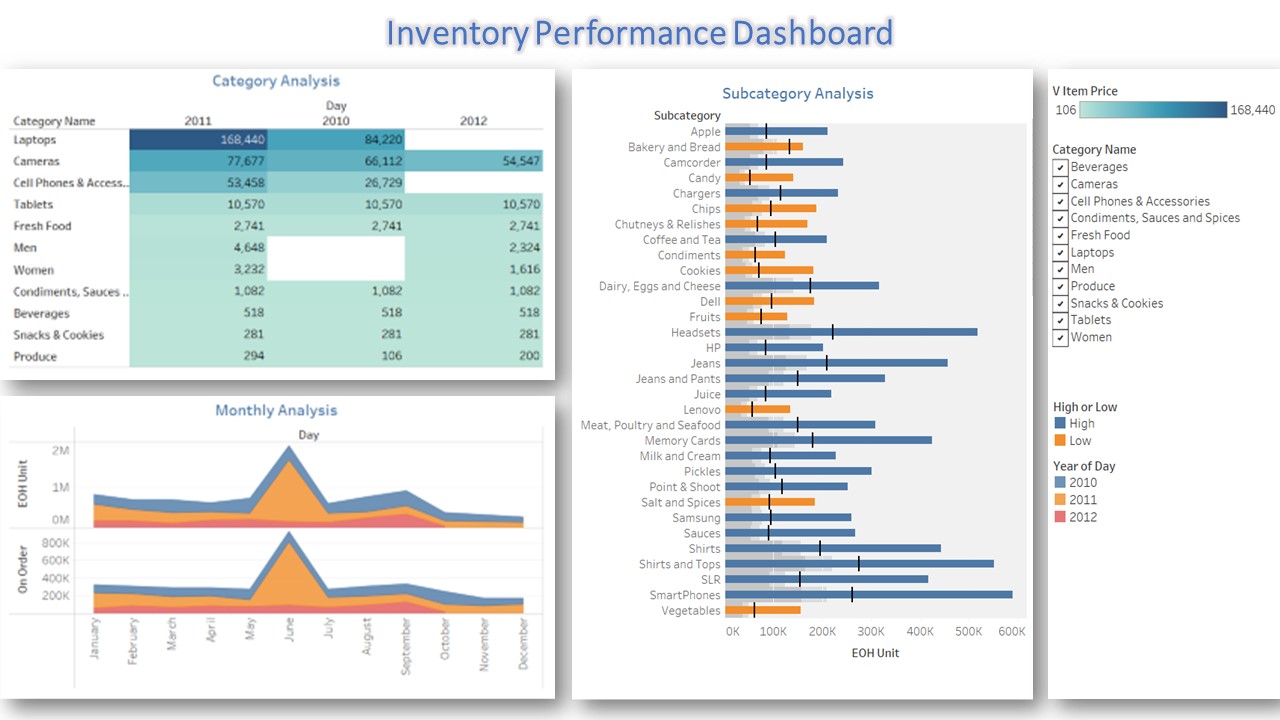 Inventory Performance Dashboard
Category Analysis
Day
Category Name 2011 2010 2012
Laptops 168,440 84,220
Cameras 77,677 66,112 54,547
Cell Phones & Access.. 53,458 26,729
Tablets 10,570 10,570 10,570
Fresh Food 2,741 2,741 2,741
Men 4,648 2,324
Women 3,232 1,616
Condiments, Sauces .. 1,082 1,082 1,082
Beverages 518 518 518
Snacks & Cookies 281 281 281
Produce 294 106 200
Monthly Analysis
Day
EOH Unit
2M
1M
0M
On Order
800K
600K
400K
200K
January February March April May June July August September October November December
Subcategory Analysis
Subcategory
Apple
Bakery and Bread
Camcorder
Candy
Chargers
Chips
Chutneys & Relishes
Coffee and Tea
Condiments
Cookies
Dairy, Eggs and Cheese
Dell
Fruits
Headsets
HP
Jeans
Jeans and Pants
Juice
Lenovo
Meat, Poultry and Seafood
Memory Cards
Milk and Cream
Pickles
Point & Shoot
Salt and Spices
Samsung
Sauces
Shirts
Shirts and Tops
SLR
SmartPhones
Vegetables
0K 100K 200K 300K 400K 500K 600K
EOH Unit
V Item Price
106 168,440
Category Name
Beverages
Cameras
Cell Phones & Accessories
Condiments, Sauces and Spices
Fresh Food
Laptops
Men
Produce
Snacks & Cookies
Tablets
Women
High or Low
High
Low
Year of Day
2010
2011
2012